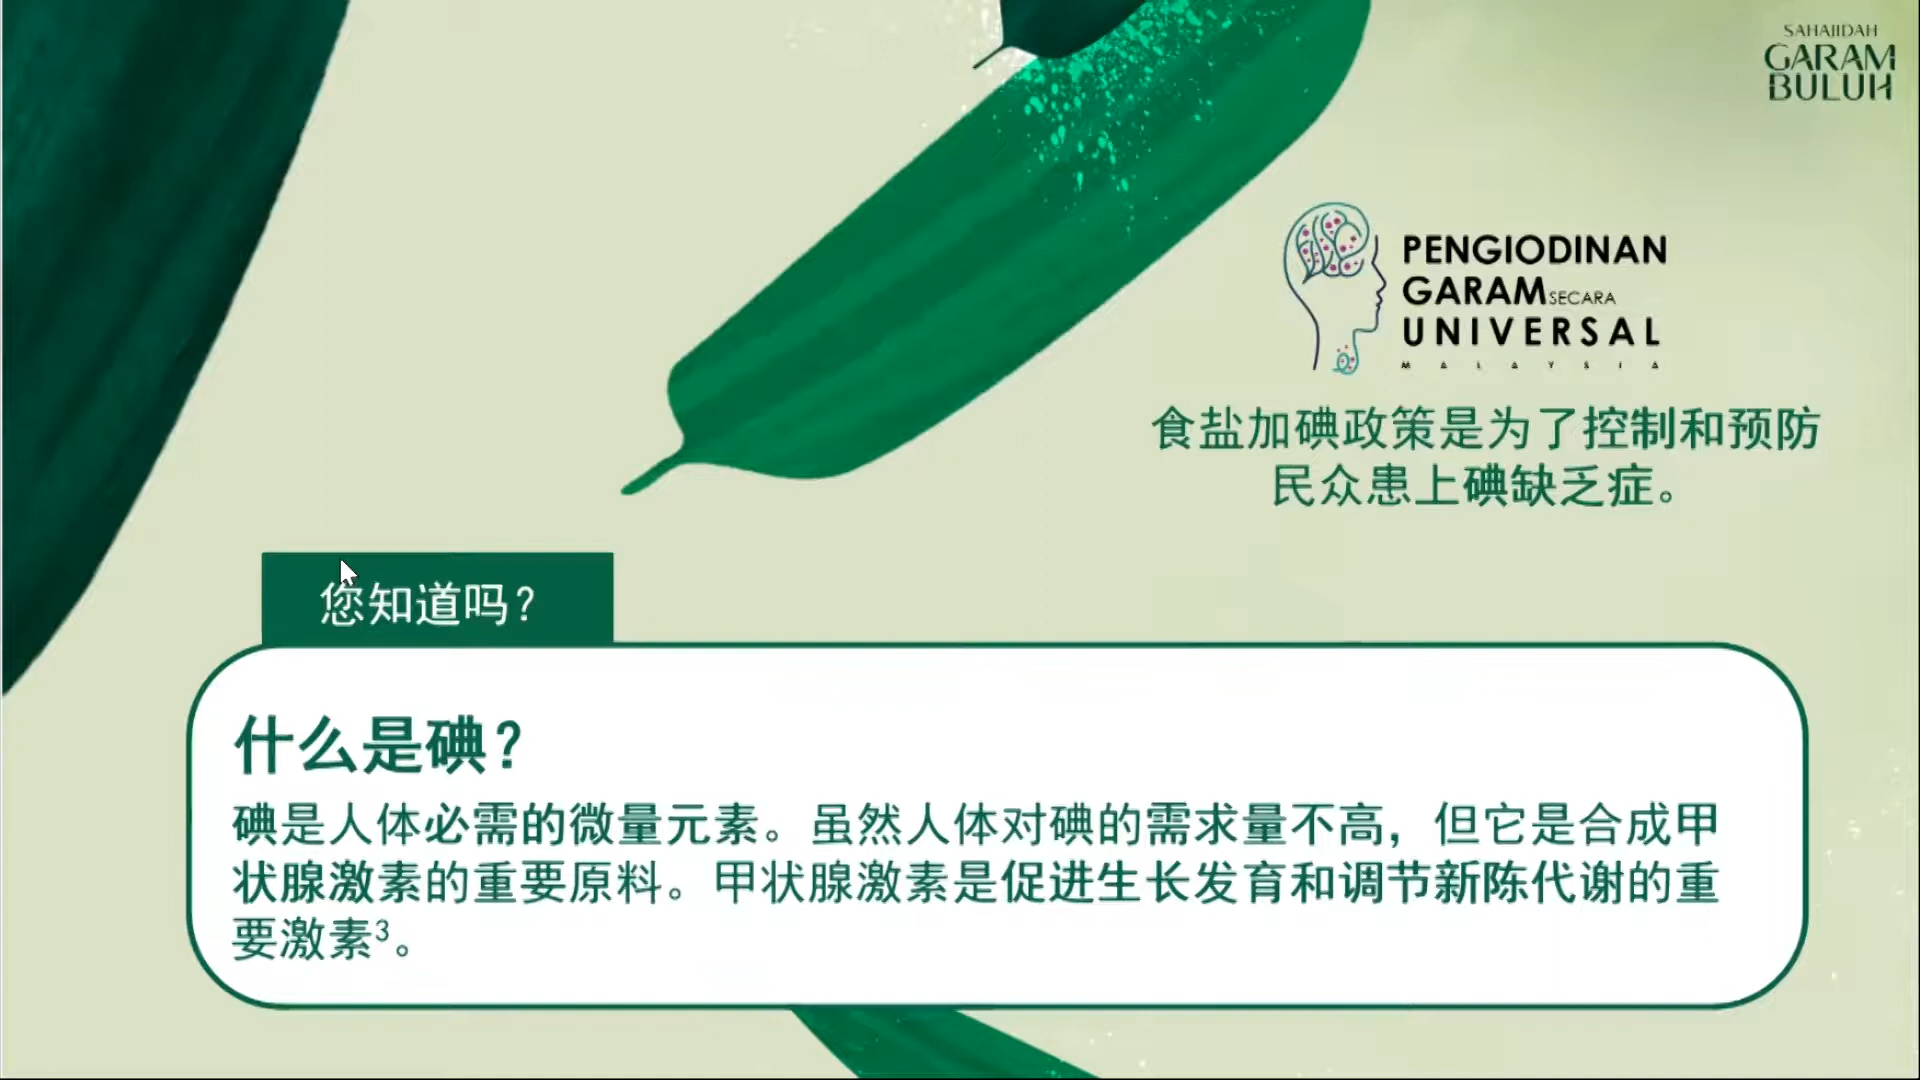 SAHAJIDAH
GARAM
BULUH
PENGIODINAN
GARAM SECARA
UNIVERSAL
MALAYSIA
食盐加碘政策是为了控制和预防
民众患上碘缺乏症。
您知道吗？
什么是碘？
碘是人体必需的微量元素。虽然人体对碘的需求量不高，但它是合成甲
状腺激素的重要原料。甲状腺激素是促进生长发育和调节新陈代谢的重
要激素³。